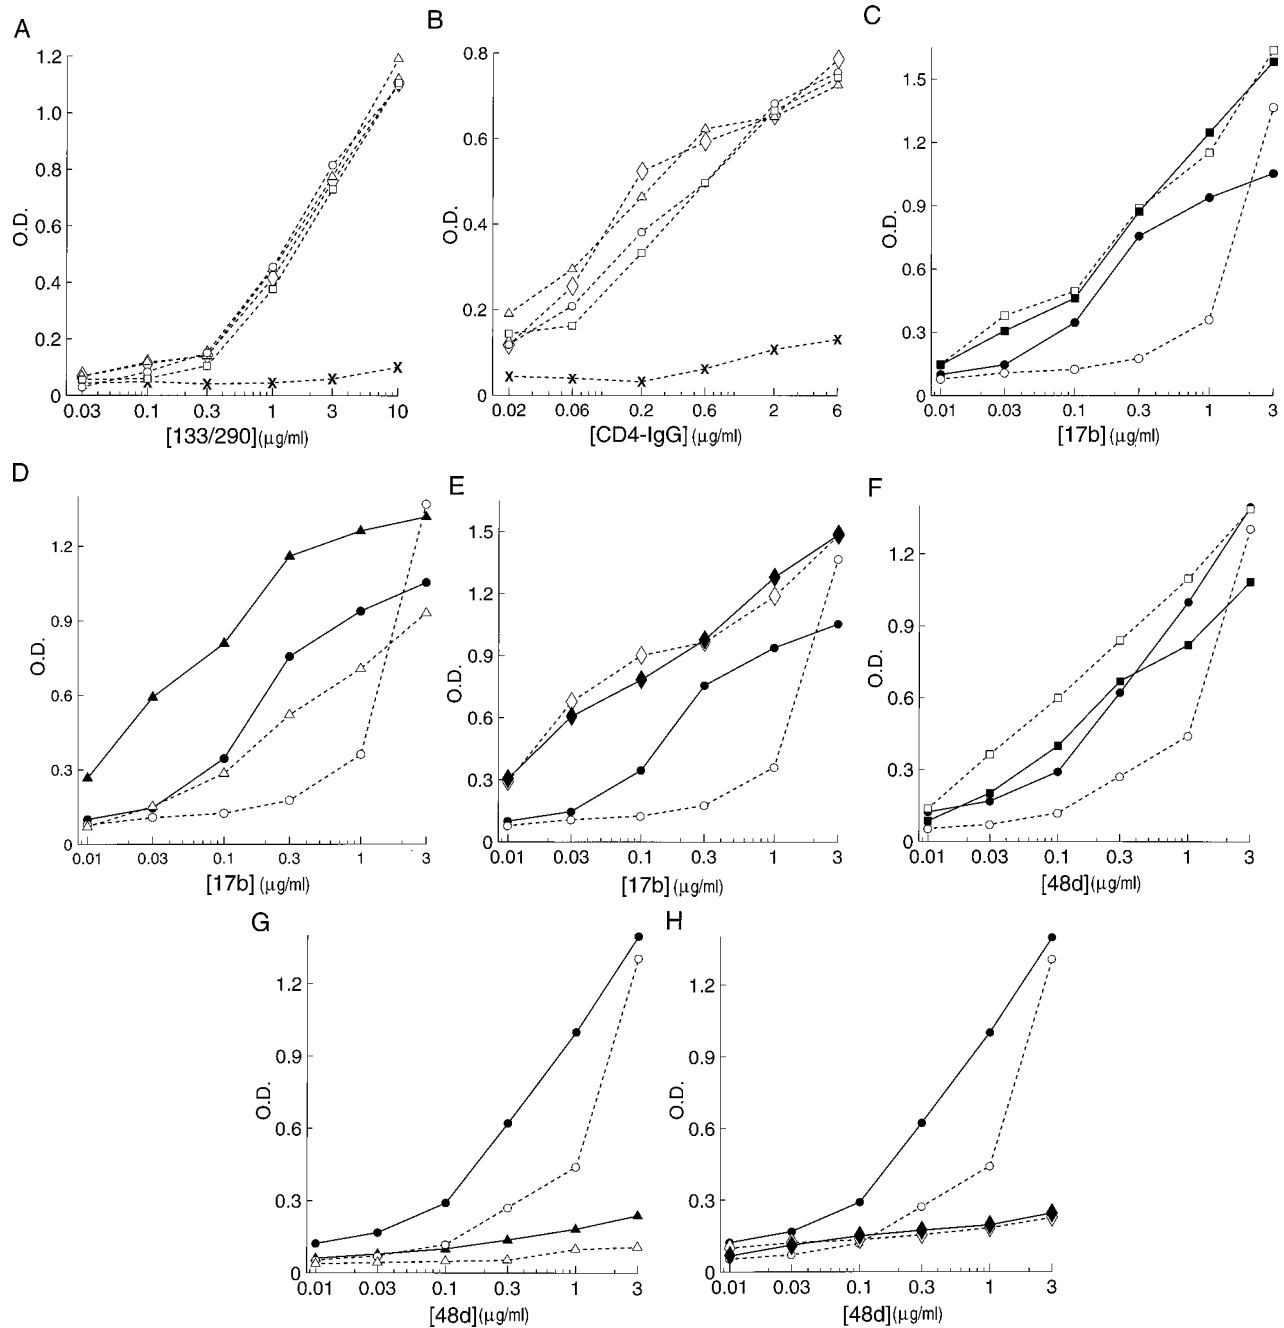 A
1.2
1.0
0.8
0.6
0.4
0.2
0
O.D.
0.03 0.1 0.3 1 3 10
[133/290] (µg/ml)
B
0.8
0.6
0.4
0.2
0
O.D.
0.02 0.06 0.2 0.6 2 6
[CD4-IgG] (µg/ml)
C
1.5
1.2
0.9
0.6
0.3
0
O.D.
0.01 0.03 0.1 0.3 1 3
[17b] (µg/ml)
D
1.2
0.9
0.6
0.3
0
O.D.
0.01 0.03 0.1 0.3 1 3
[17b] (µg/ml)
E
1.5
1.2
0.9
0.6
0.3
0
O.D.
0.01 0.03 0.1 0.3 1 3
[17b] (µg/ml)
F
1.2
0.9
0.6
0.3
0
O.D.
0.01 0.03 0.1 0.3 1 3
[48d] (µg/ml)
G
1.2
0.9
0.6
0.3
0
O.D.
0.01 0.03 0.1 0.3 1 3
[48d] (µg/ml)
H
1.2
0.9
0.6
0.3
0
O.D.
0.01 0.03 0.1 0.3 1 3
[48d] (µg/ml)